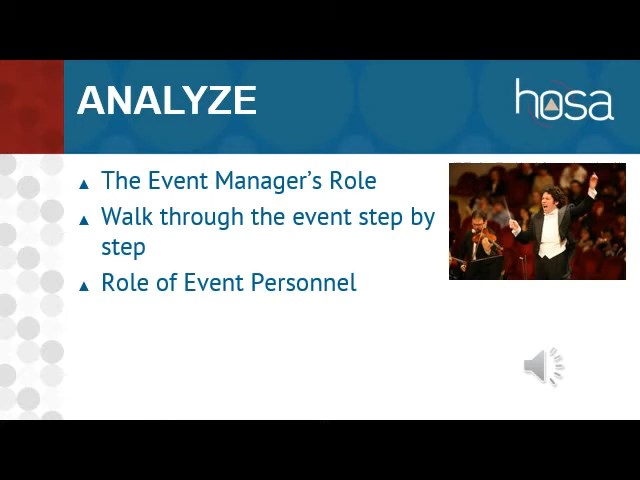 ANALYZE
hosa
The Event Manager's Role
Walk through the event step by
step
Role of Event Personnel